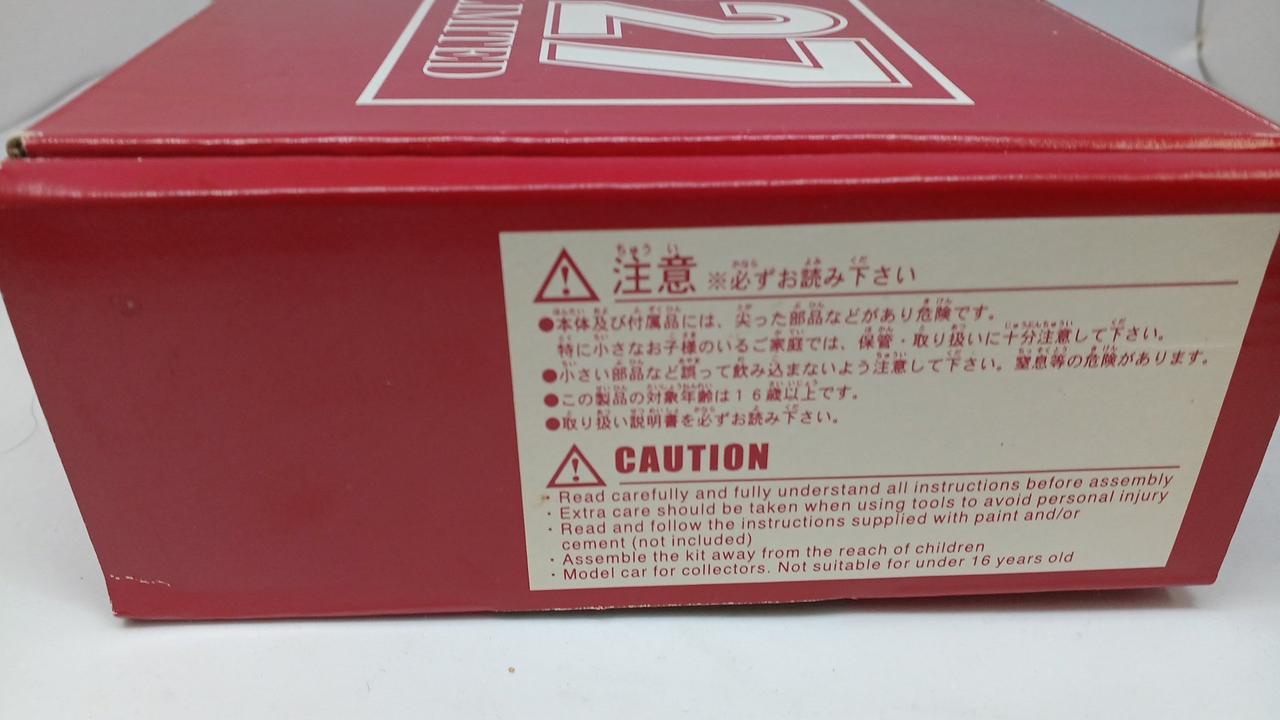 LIMITED
27
注意 ※必ずお読み下さい
●本体及び付属品には、尖った部品などがあり危険です。
特に小さなお子様のいるご家庭では、保管・取り扱いに十分注意して下さい。
●小さい部品など誤って飲み込まないよう注意して下さい。窒息等の危険があります。
●この製品の対象年齢は16歳以上です。
●取り扱い説明書を必ずお読み下さい。
CAUTION
・Read carefully and fully understand all instructions before assembly
・Extra care should be taken when using tools to avoid personal injury
・Read and follow the instructions supplied with paint and/or
cement (not included)
・Assemble the kit away from the reach of children
・Model car for collectors. Not suitable for under 16 years old